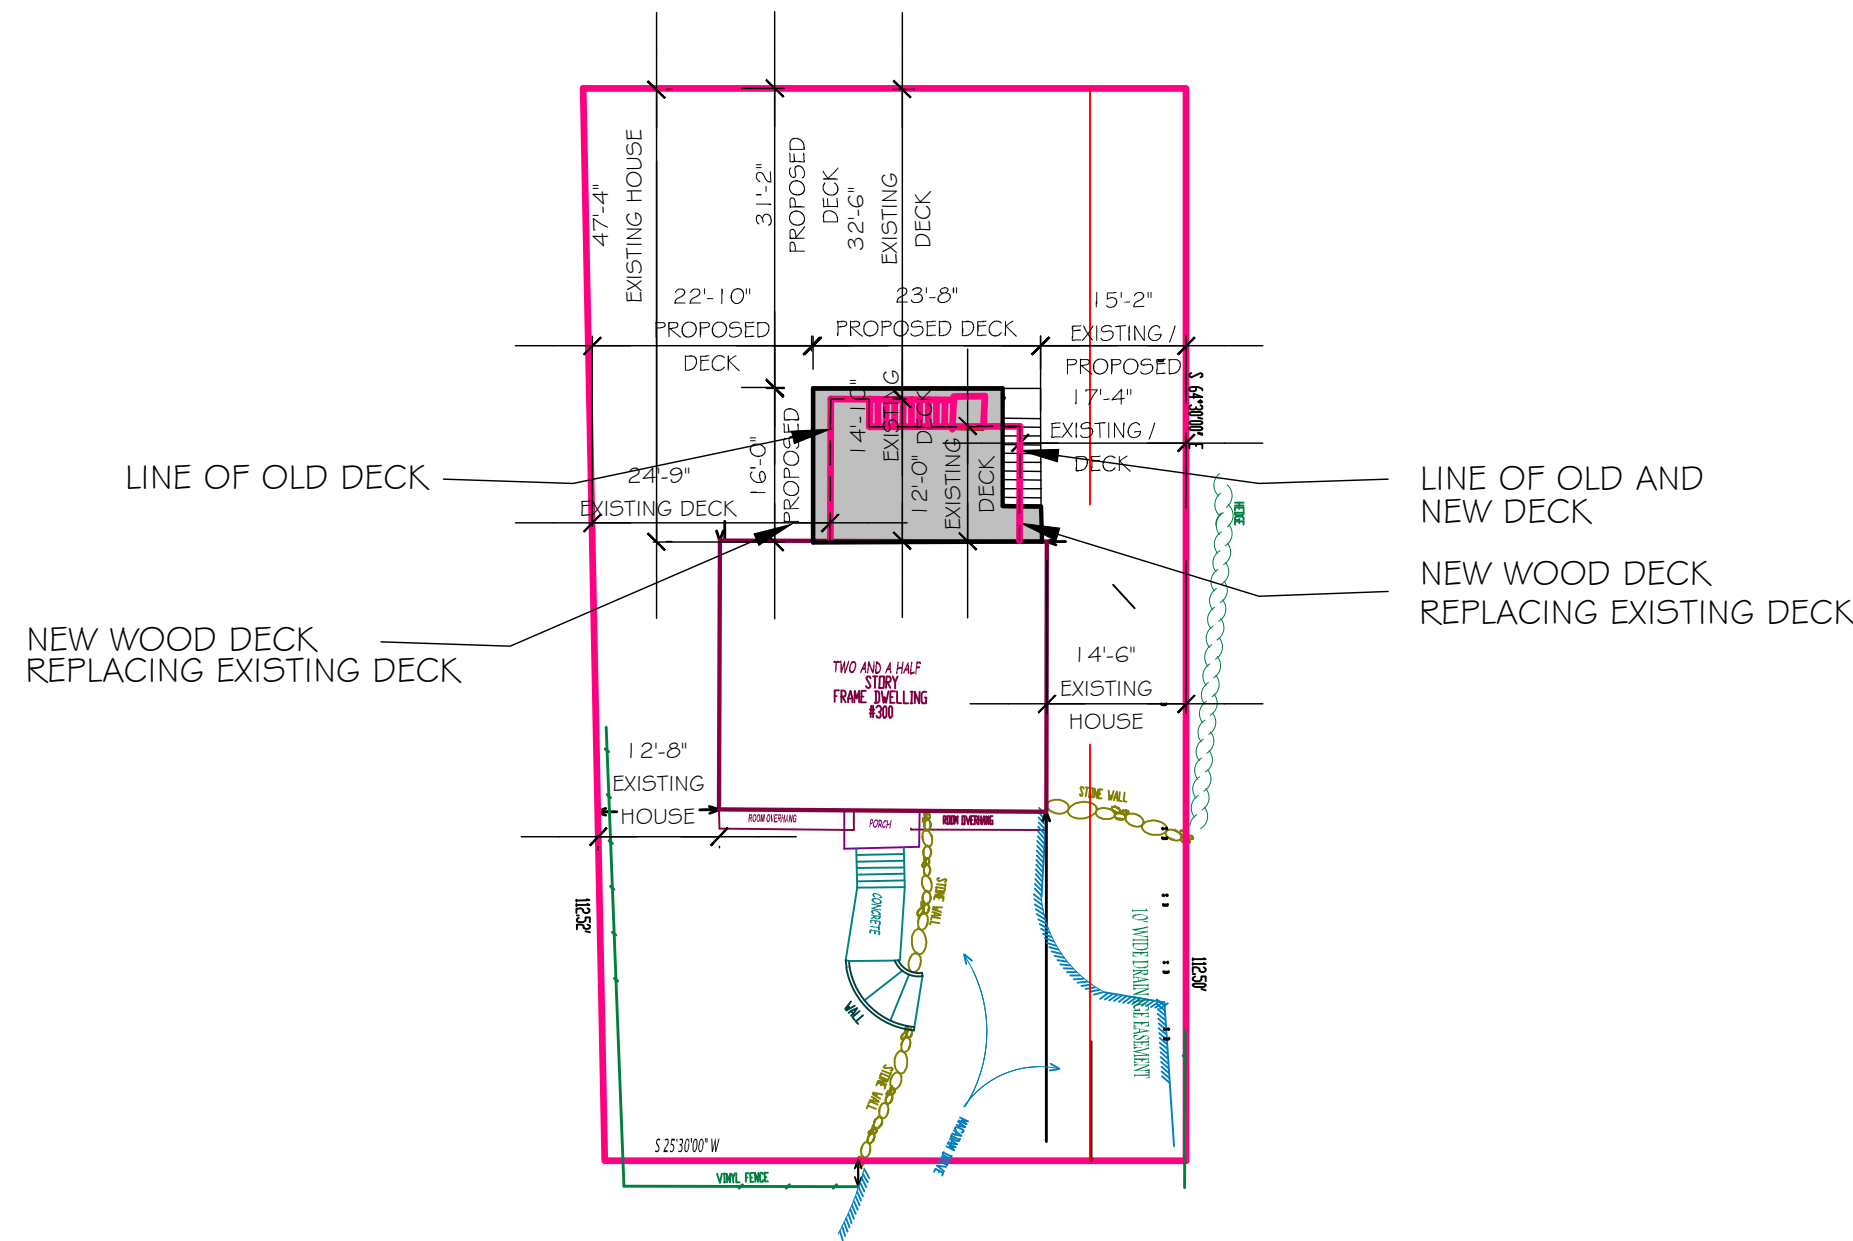 47'-4"
EXISTING HOUSE
31'-2"
PROPOSED
DECK
32'-6"
EXISTING
DECK
22'-10"
PROPOSED
DECK
23'-8"
PROPOSED DECK
15'-2"
EXISTING /
PROPOSED
17'-4"
EXISTING /
DECK
S 64°30'00" E
14'-10"
EXISTING
DECK
12'-0"
EXISTING
DECK
16'-0"
PROPOSED
LINE OF OLD DECK
24'-9"
EXISTING DECK
LINE OF OLD AND
NEW DECK
HEDGE
NEW WOOD DECK
REPLACING EXISTING DECK
NEW WOOD DECK
REPLACING EXISTING DECK
TWO AND A HALF
STORY
FRAME DWELLING
#300
14'-6"
EXISTING
HOUSE
12'-8"
EXISTING
HOUSE
STONE WALL
ROOM OVERHANG
PORCH
ROOM OVERHANG
STONE WALL
CONCRETE
112.52'
10' WIDE DRAINAGE EASEMENT
112.50'
WALL
STONE WALL
MACADAM DRIVE
S 25°30'00" W
VINYL FENCE